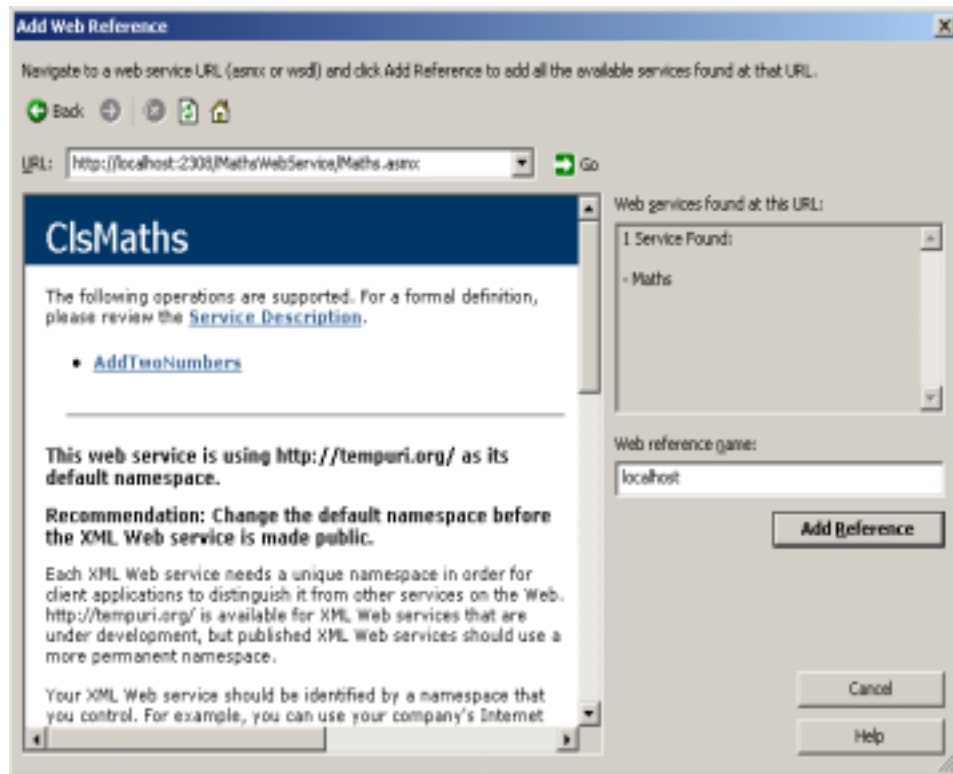 Add Web Reference
Navigate to a web service URL (asmx or wsdl) and click Add Reference to add all the available services found at that URL.
Back
URL: http://localhost:2308/MathsWebService/Maths.asmx
Go
ClsMaths
The following operations are supported. For a formal definition,
please review the Service Description.
• AddTwoNumbers
This web service is using http://tempuri.org/ as its
default namespace.
Recommendation: Change the default namespace before
the XML Web service is made public.
Each XML Web service needs a unique namespace in order for
client applications to distinguish it from other services on the Web.
http://tempuri.org/ is available for XML Web services that are
under development, but published XML Web services should use a
more permanent namespace.
Your XML Web service should be identified by a namespace that
you control. For example, you can use your company's Internet
Web services found at this URL:
1 Service Found:
- Maths
Web reference name:
localhost
Add Reference
Cancel
Help